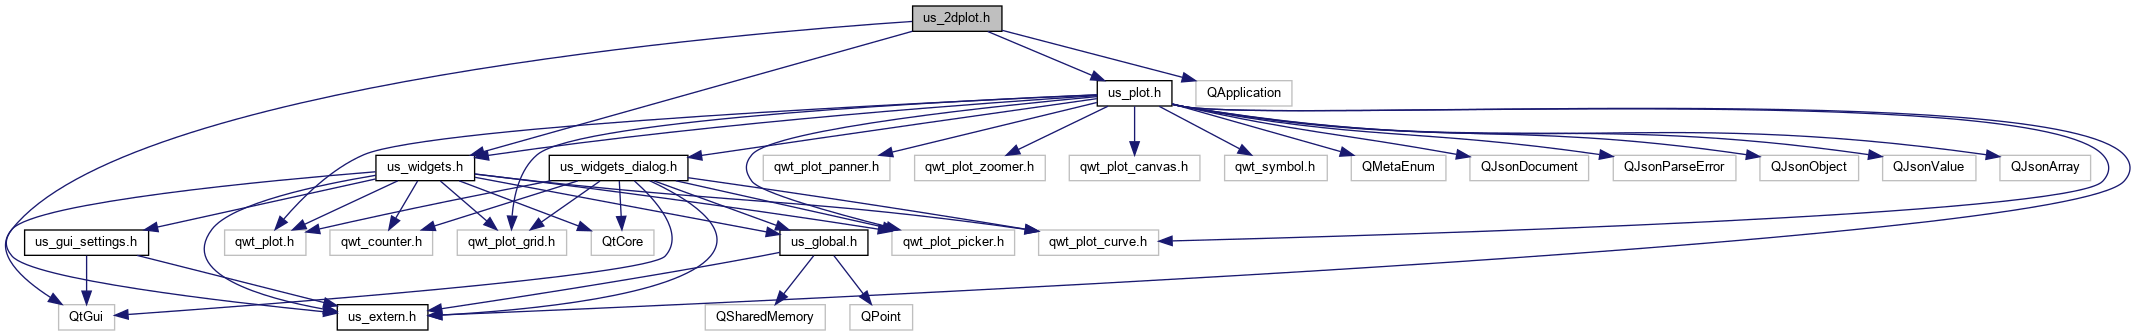 us_2dplot.h
us_plot.h
QApplication
us_widgets.h
us_widgets_dialog.h
qwt_plot_panner.h
qwt_plot_zoomer.h
qwt_plot_canvas.h
qwt_symbol.h
QMetaEnum
QJsonDocument
QJsonParseError
QJsonObject
QJsonValue
QJsonArray
us_gui_settings.h
qwt_plot.h
qwt_counter.h
qwt_plot_grid.h
QtCore
us_global.h
qwt_plot_picker.h
qwt_plot_curve.h
QtGui
us_extern.h
QSharedMemory
QPoint